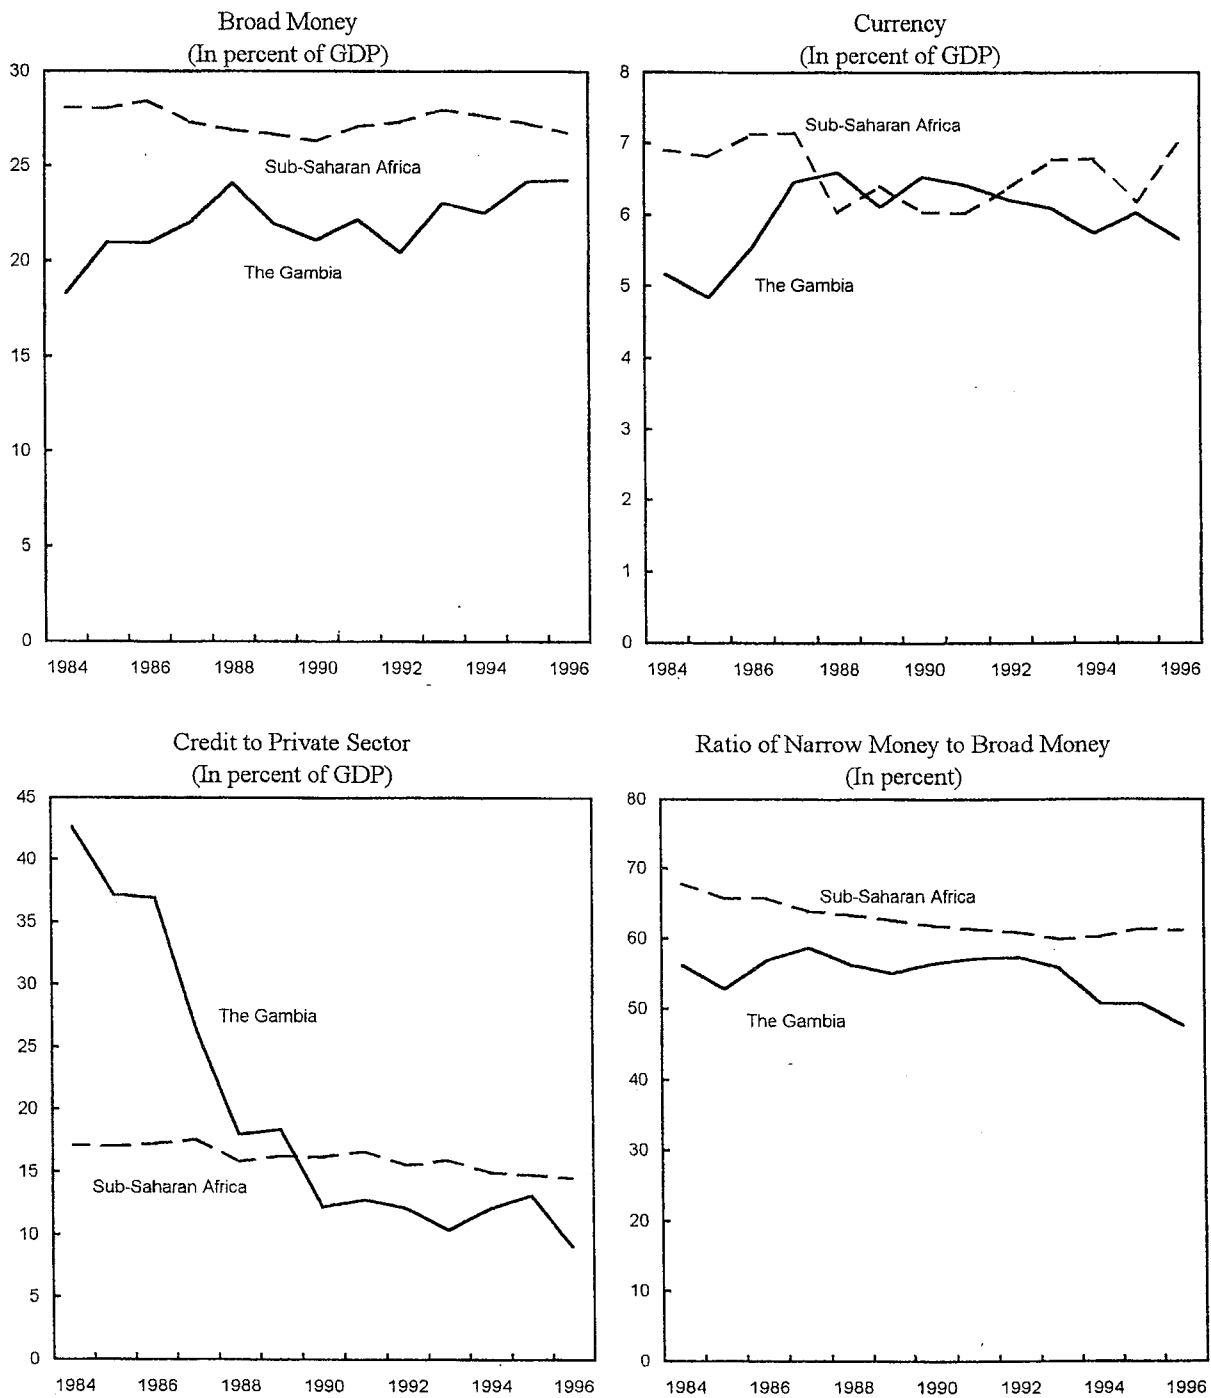 Broad Money
(In percent of GDP)
30
25
20
15
10
5
0
Sub-Saharan Africa
The Gambia
1984 1986 1988 1990 1992 1994 1996
Currency
(In percent of GDP)
8
7
6
5
4
3
2
1
0
Sub-Saharan Africa
The Gambia
1984 1986 1988 1990 1992 1994 1996
Credit to Private Sector
(In percent of GDP)
45
40
35
30
25
20
15
10
5
0
The Gambia
Sub-Saharan Africa
1984 1986 1988 1990 1992 1994 1996
Ratio of Narrow Money to Broad Money
(In percent)
80
70
60
50
40
30
20
10
0
Sub-Saharan Africa
The Gambia
1984 1986 1988 1990 1992 1994 1996